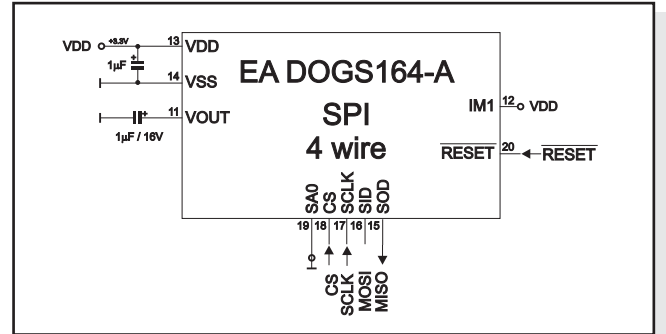 VDD +3.3V 13 VDD
1µF
14 VSS
11 VOUT
1µF / 16V
EA DOGS164-A
SPI
4 wire
IM1 12 VDD
RESET 20 RESET
SA0 CS SCLK SID SOD
19 18 17 16 15
CS SCLK MOSI MISO